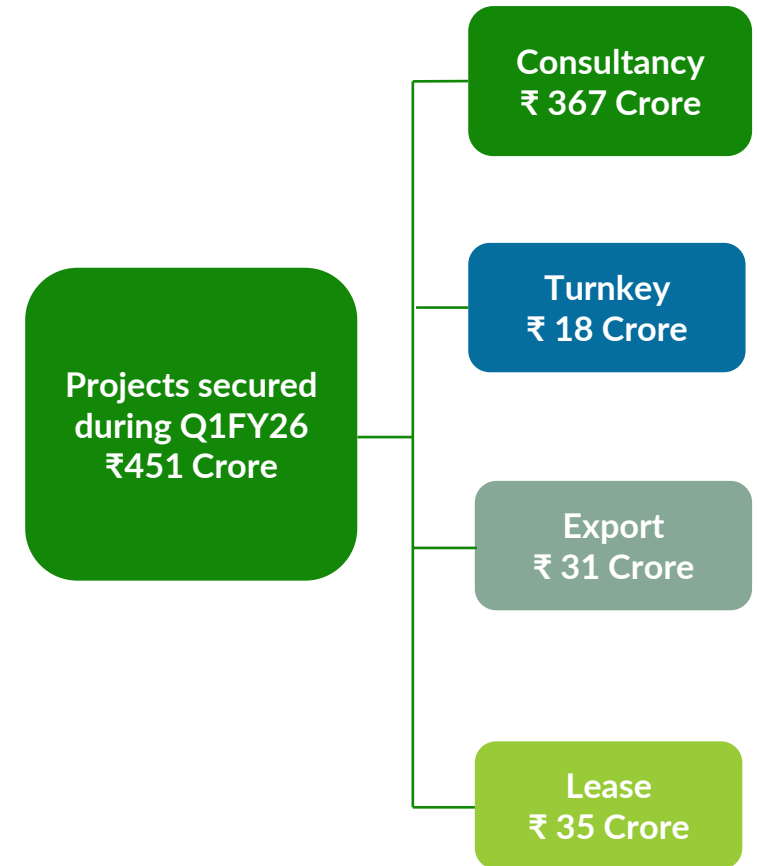 Consultancy
₹ 367 Crore
Turnkey
₹ 18 Crore
Projects secured
during Q1FY26
₹451 Crore
Export
₹ 31 Crore
Lease
₹ 35 Crore